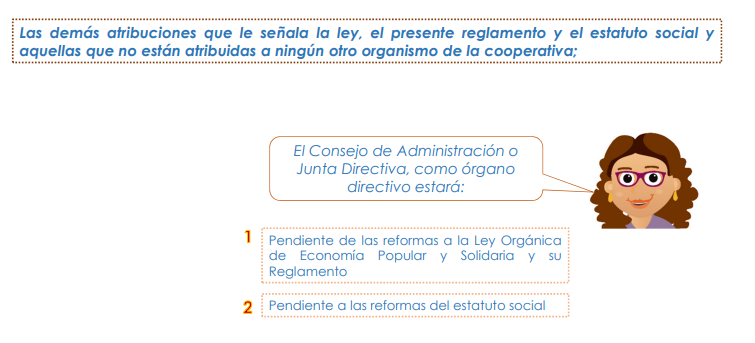 Las demás atribuciones que le señala la ley, el presente reglamento y el estatuto social y
aquellas que no están atribuidas a ningún otro organismo de la cooperativa;
El Consejo de Administración o
Junta Directiva, como órgano
directivo estará:
1 Pendiente de las reformas a la Ley Orgánica
de Economía Popular y Solidaria y su
Reglamento
2 Pendiente a las reformas del estatuto social